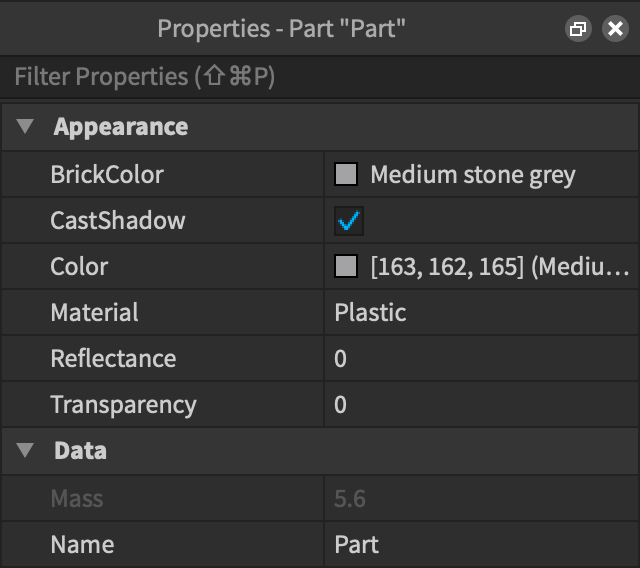 Properties - Part "Part"
Filter Properties (⇧⌘P)
Appearance
BrickColor Medium stone grey
CastShadow
Color [163, 162, 165] (Mediu...
Material Plastic
Reflectance 0
Transparency 0
Data
Mass 5.6
Name Part